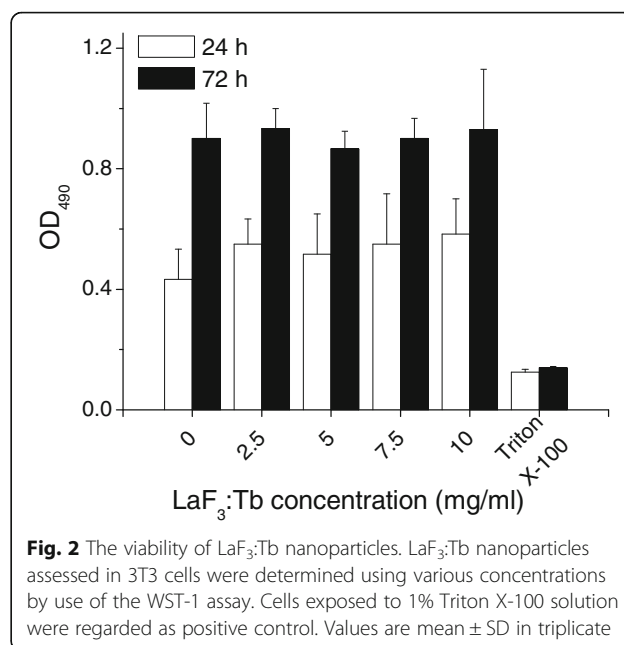 1.2
0.8
0.4
0.0
OD₄₉₀
24 h
72 h
0
2.5
5
7.5
10
Triton
X-100
LaF₃:Tb concentration (mg/ml)
Fig. 2 The viability of LaF₃:Tb nanoparticles. LaF₃:Tb nanoparticles
assessed in 3T3 cells were determined using various concentrations
by use of the WST-1 assay. Cells exposed to 1% Triton X-100 solution
were regarded as positive control. Values are mean ± SD in triplicate